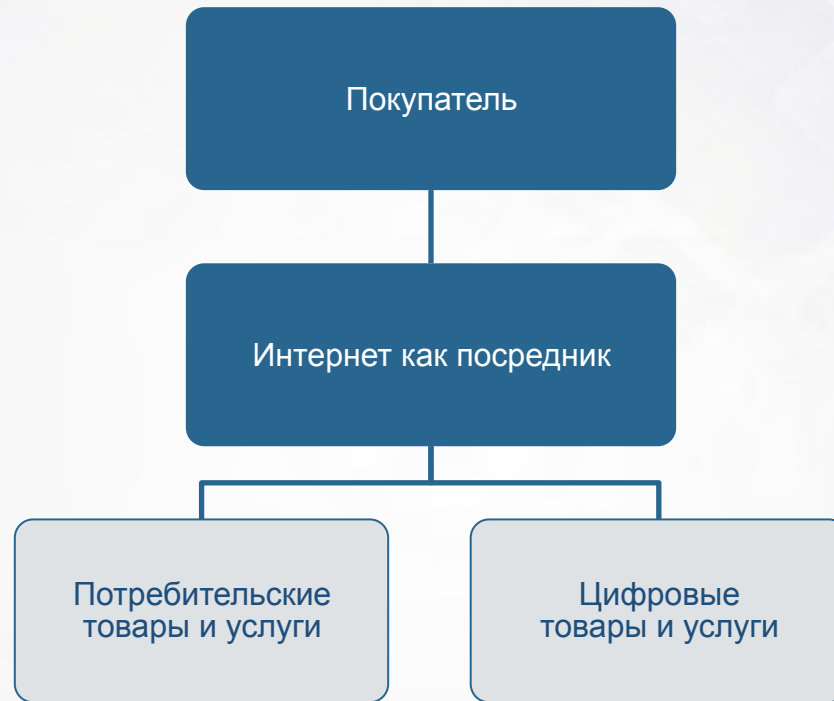 Покупатель
Интернет как посредник
Потребительские
товары и услуги
Цифровые
товары и услуги